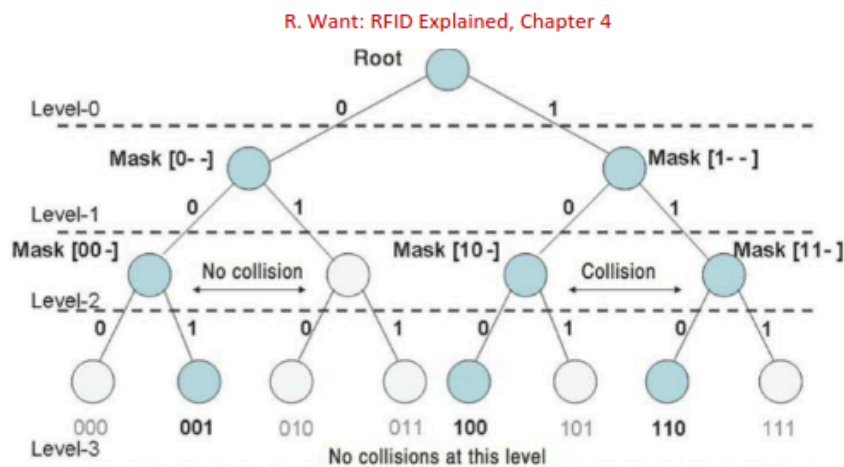 R. Want: RFID Explained, Chapter 4
Root
0 1
Level-0
Mask [0- -] Mask [1- - ]
0 1 0 1
Level-1
Mask [00 -] No collision Mask [10 -] Collision Mask [11- ]
Level-2
0 1 0 1 0 1 0 1
000 001 010 011 100 101 110 111
Level-3
No collisions at this level